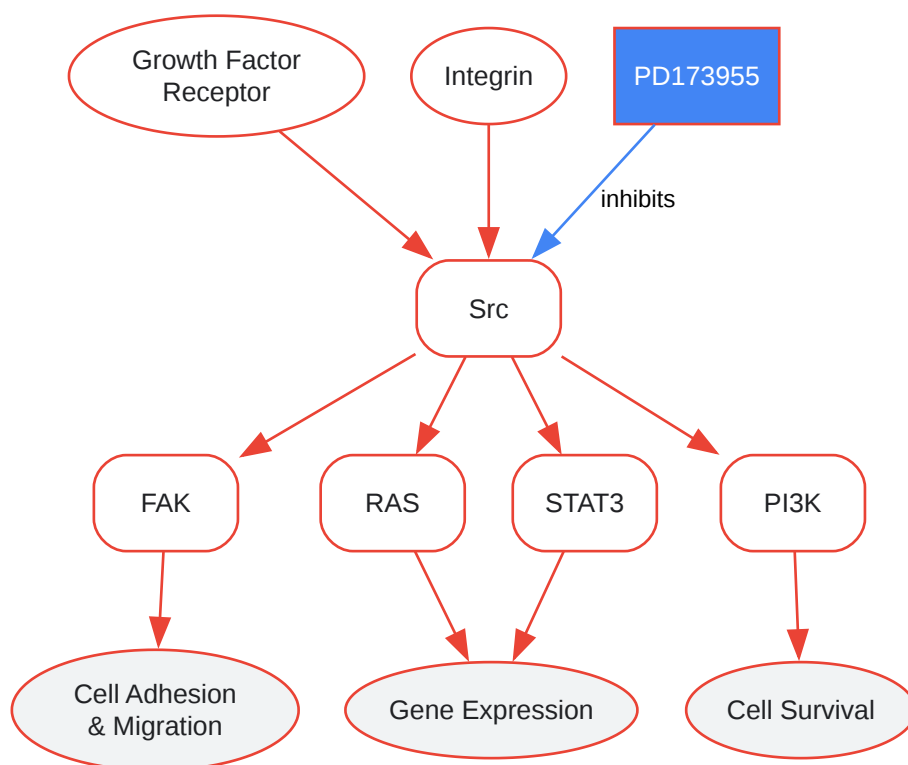 Growth Factor
Receptor
Integrin
PD173955
inhibits
Src
FAK
RAS
STAT3
PI3K
Cell Adhesion
& Migration
Gene Expression
Cell Survival